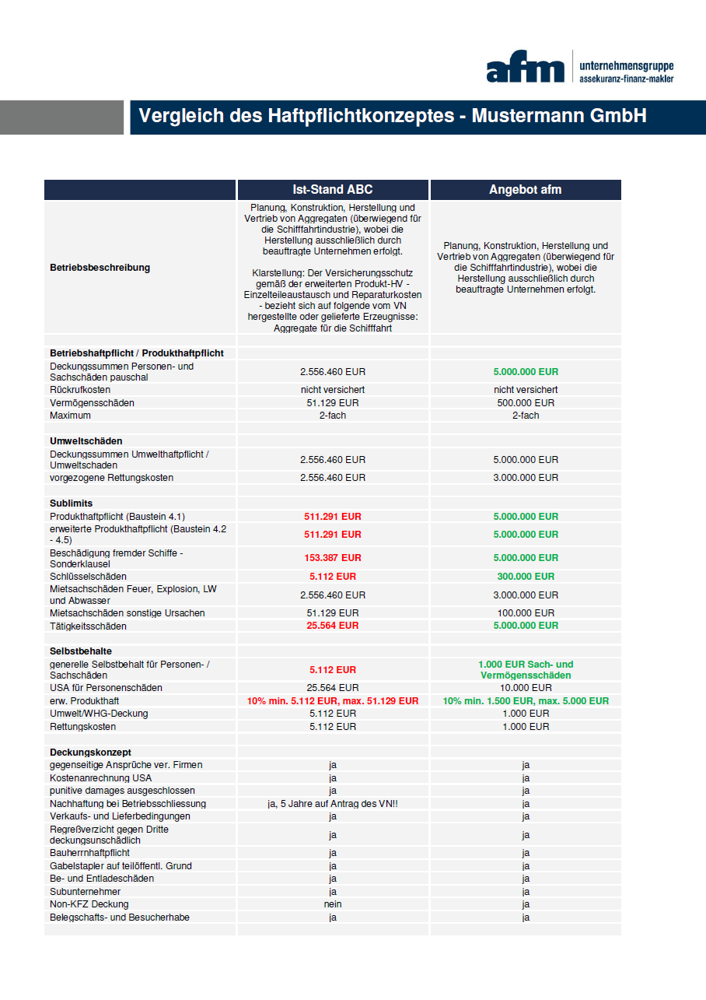 afm
unternehmensgruppe
assekuranz-finanz-makler
Vergleich des Haftpflichtkonzeptes - Mustermann GmbH
Ist-Stand ABC Angebot afm
Betriebsbeschreibung
Planung, Konstruktion, Herstellung und
Vertrieb von Aggregaten (überwiegend für
die Schifffahrtindustrie), wobei die
Herstellung ausschließlich durch
beauftragte Unternehmen erfolgt.
Klarstellung: Der Versicherungsschutz
gemäß der erweiterten Produkt-HV -
Einzelteileaustausch und Reparaturkosten
- bezieht sich auf folgende vom VN
hergestellte oder gelieferte Erzeugnisse:
Aggregate für die Schifffahrt
Planung, Konstruktion, Herstellung und
Vertrieb von Aggregaten (überwiegend für
die Schifffahrtindustrie), wobei die
Herstellung ausschließlich durch
beauftragte Unternehmen erfolgt.
Betriebshaftpflicht / Produkthaftpflicht
Deckungssummen Personen- und
Sachschäden pauschal
2.556.460 EUR 5.000.000 EUR
Rückrufkosten nicht versichert nicht versichert
Vermögensschäden 51.129 EUR 500.000 EUR
Maximum 2-fach 2-fach
Umweltschäden
Deckungssummen Umwelthaftpflicht /
Umweltschaden
2.556.460 EUR 5.000.000 EUR
vorgezogene Rettungskosten 2.556.460 EUR 3.000.000 EUR
Sublimits
Produkthaftpflicht (Baustein 4.1) 511.291 EUR 5.000.000 EUR
erweiterte Produkthaftpflicht (Baustein 4.2
- 4.5)
511.291 EUR 5.000.000 EUR
Beschädigung fremder Schiffe -
Sonderklausel
153.387 EUR 5.000.000 EUR
Schlüsselschäden 5.112 EUR 300.000 EUR
Mietsachschäden Feuer, Explosion, LW
und Abwasser
2.556.460 EUR 3.000.000 EUR
Mietsachschäden sonstige Ursachen 51.129 EUR 100.000 EUR
Tätigkeitsschäden 25.564 EUR 5.000.000 EUR
Selbstbehalte
generelle Selbstbehalt für Personen- /
Sachschäden
5.112 EUR
1.000 EUR Sach- und
Vermögensschäden
USA für Personenschäden 25.564 EUR 10.000 EUR
erw. Produkthaft 10% min. 5.112 EUR, max. 51.129 EUR 10% min. 1.500 EUR, max. 5.000 EUR
Umwelt/WHG-Deckung 5.112 EUR 1.000 EUR
Rettungskosten 5.112 EUR 1.000 EUR
Deckungskonzept
gegenseitige Ansprüche ver. Firmen ja ja
Kostenanrechnung USA ja ja
punitive damages ausgeschlossen ja ja
Nachhaftung bei Betriebsschliessung ja, 5 Jahre auf Antrag des VN!! ja
Verkaufs- und Lieferbedingungen ja ja
Regreßverzicht gegen Dritte
deckungsunschädlich
ja ja
Bauherrnhaftpflicht ja ja
Gabelstapler auf teilöffentl. Grund ja ja
Be- und Entladeschäden ja ja
Subunternehmer ja ja
Non-KFZ Deckung nein ja
Belegschafts- und Besucherhabe ja ja